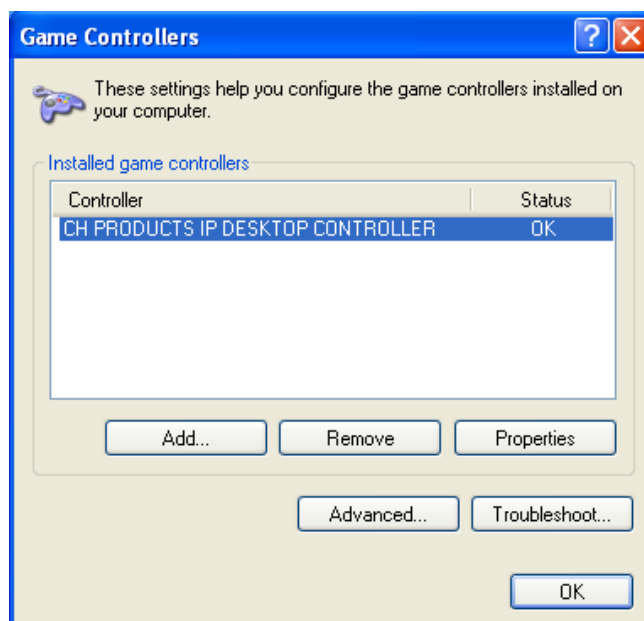 Game Controllers
These settings help you configure the game controllers installed on
your computer.
Installed game controllers
Controller Status
CH PRODUCTS IP DESKTOP CONTROLLER OK
Add... Remove Properties
Advanced... Troubleshoot...
OK